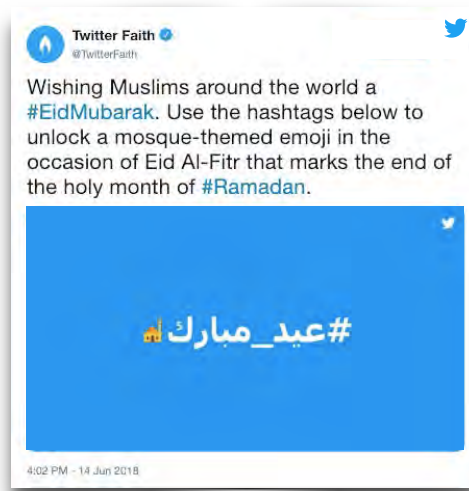 Twitter Faith
@TwitterFaith
Wishing Muslims around the world a
#EidMubarak. Use the hashtags below to
unlock a mosque-themed emoji in the
occasion of Eid Al-Fitr that marks the end of
the holy month of #Ramadan.
#عيد_مبارك🕌
4:02 PM - 14 Jun 2018